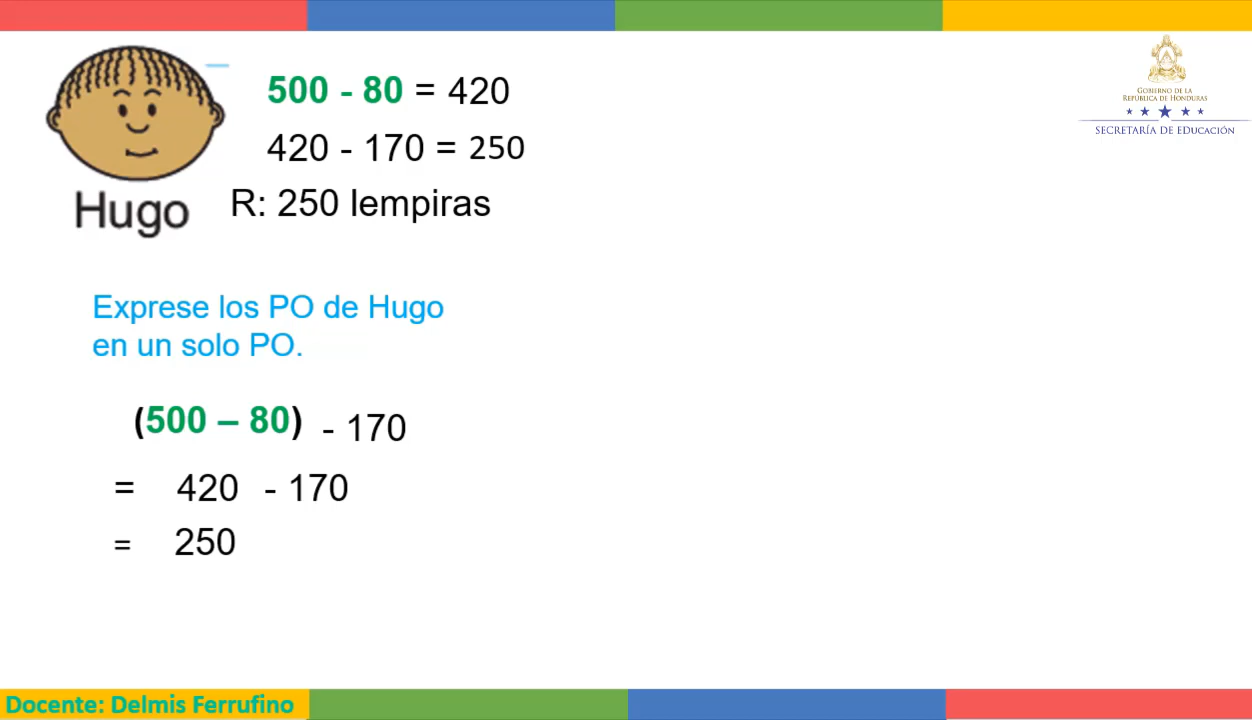 500 - 80 = 420
420 - 170 = 250
Hugo
R: 250 lempiras
GOBIERNO DE LA
REPÚBLICA DE HONDURAS
SECRETARÍA DE EDUCACIÓN
Exprese los PO de Hugo
en un solo PO.
(500 – 80) - 170
= 420 - 170
= 250
Docente: Delmis Ferrufino